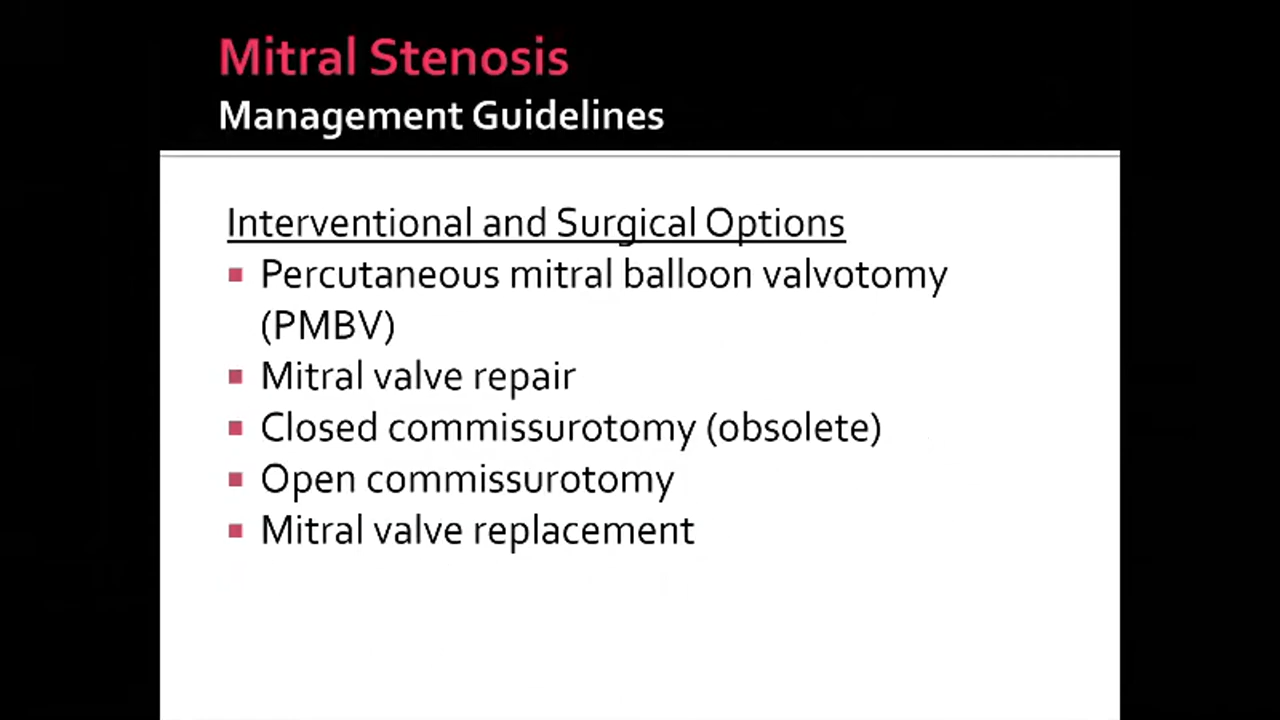 Mitral Stenosis
Management Guidelines
Interventional and Surgical Options
▪ Percutaneous mitral balloon valvotomy
(PMBV)
▪ Mitral valve repair
▪ Closed commissurotomy (obsolete)
▪ Open commissurotomy
▪ Mitral valve replacement